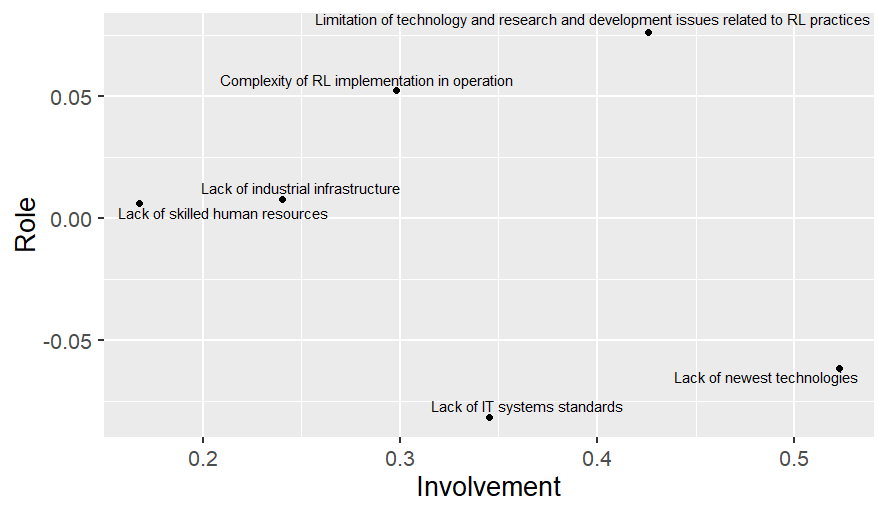 Limitation of technology and research and development issues related to RL practices
Complexity of RL implementation in operation
0.05
Lack of industrial infrastructure
Lack of skilled human resources
0.00
Role
-0.05
Lack of newest technologies
Lack of IT systems standards
0.2 0.3 0.4 0.5
Involvement